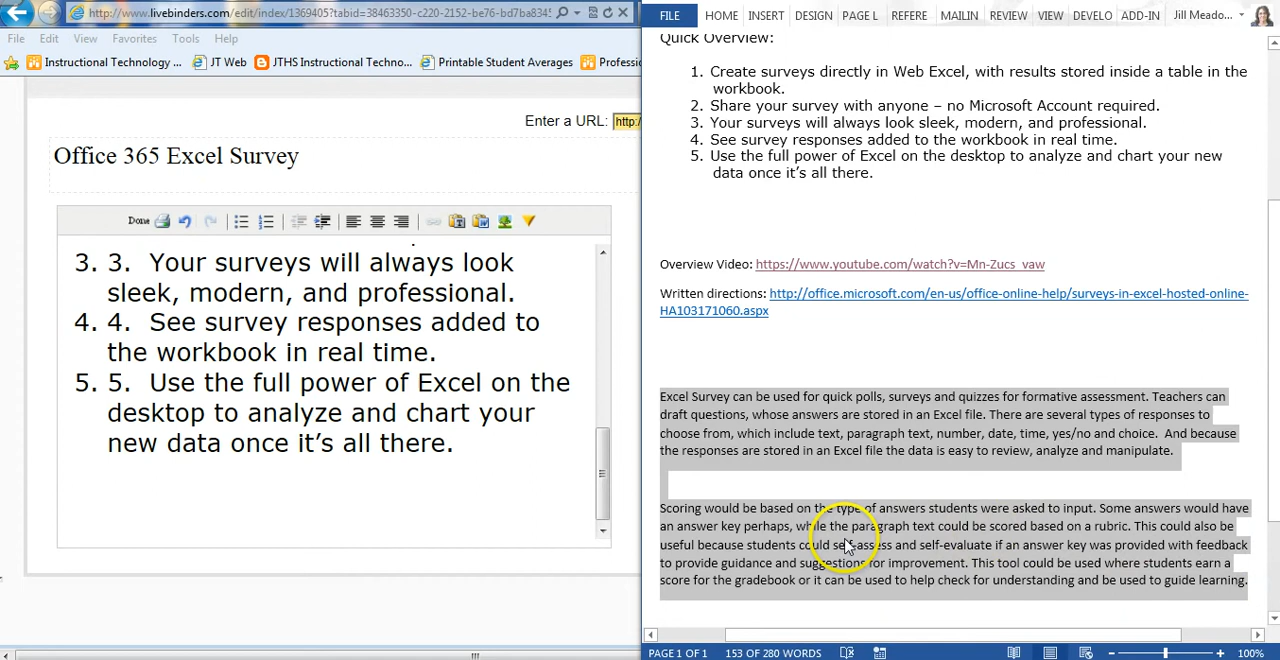 http://www.livebinders.com/edit/index/1369405?tabid=38463350-c220-2152-be76-bd7ba8345
File Edit View Favorites Tools Help
Instructional Technology ... JT Web JTHS Instructional Techno... Printable Student Averages Professio
Enter a URL: http:/
Office 365 Excel Survey
Done
3. 3. Your surveys will always look
sleek, modern, and professional.
4. 4. See survey responses added to
the workbook in real time.
5. 5. Use the full power of Excel on the
desktop to analyze and chart your
new data once it’s all there.
FILE HOME INSERT DESIGN PAGE L REFERE MAILIN REVIEW VIEW DEVELO ADD-IN Jill Meado...
Quick Overview:
1. Create surveys directly in Web Excel, with results stored inside a table in the
workbook.
2. Share your survey with anyone – no Microsoft Account required.
3. Your surveys will always look sleek, modern, and professional.
4. See survey responses added to the workbook in real time.
5. Use the full power of Excel on the desktop to analyze and chart your new
data once it’s all there.
Overview Video: https://www.youtube.com/watch?v=Mn-Zucs_vaw
Written directions: http://office.microsoft.com/en-us/office-online-help/surveys-in-excel-hosted-online-
HA103171060.aspx
Excel Survey can be used for quick polls, surveys and quizzes for formative assessment. Teachers can
draft questions, whose answers are stored in an Excel file. There are several types of responses to
choose from, which include text, paragraph text, number, date, time, yes/no and choice. And because
the responses are stored in an Excel file the data is easy to review, analyze and manipulate.
Scoring would be based on the type of answers students were asked to input. Some answers would have
an answer key perhaps, while the paragraph text could be scored based on a rubric. This could also be
useful because students could self-assess and self-evaluate if an answer key was provided with feedback
to provide guidance and suggestions for improvement. This tool could be used where students earn a
score for the gradebook or it can be used to help check for understanding and be used to guide learning.
PAGE 1 OF 1 153 OF 280 WORDS 100%